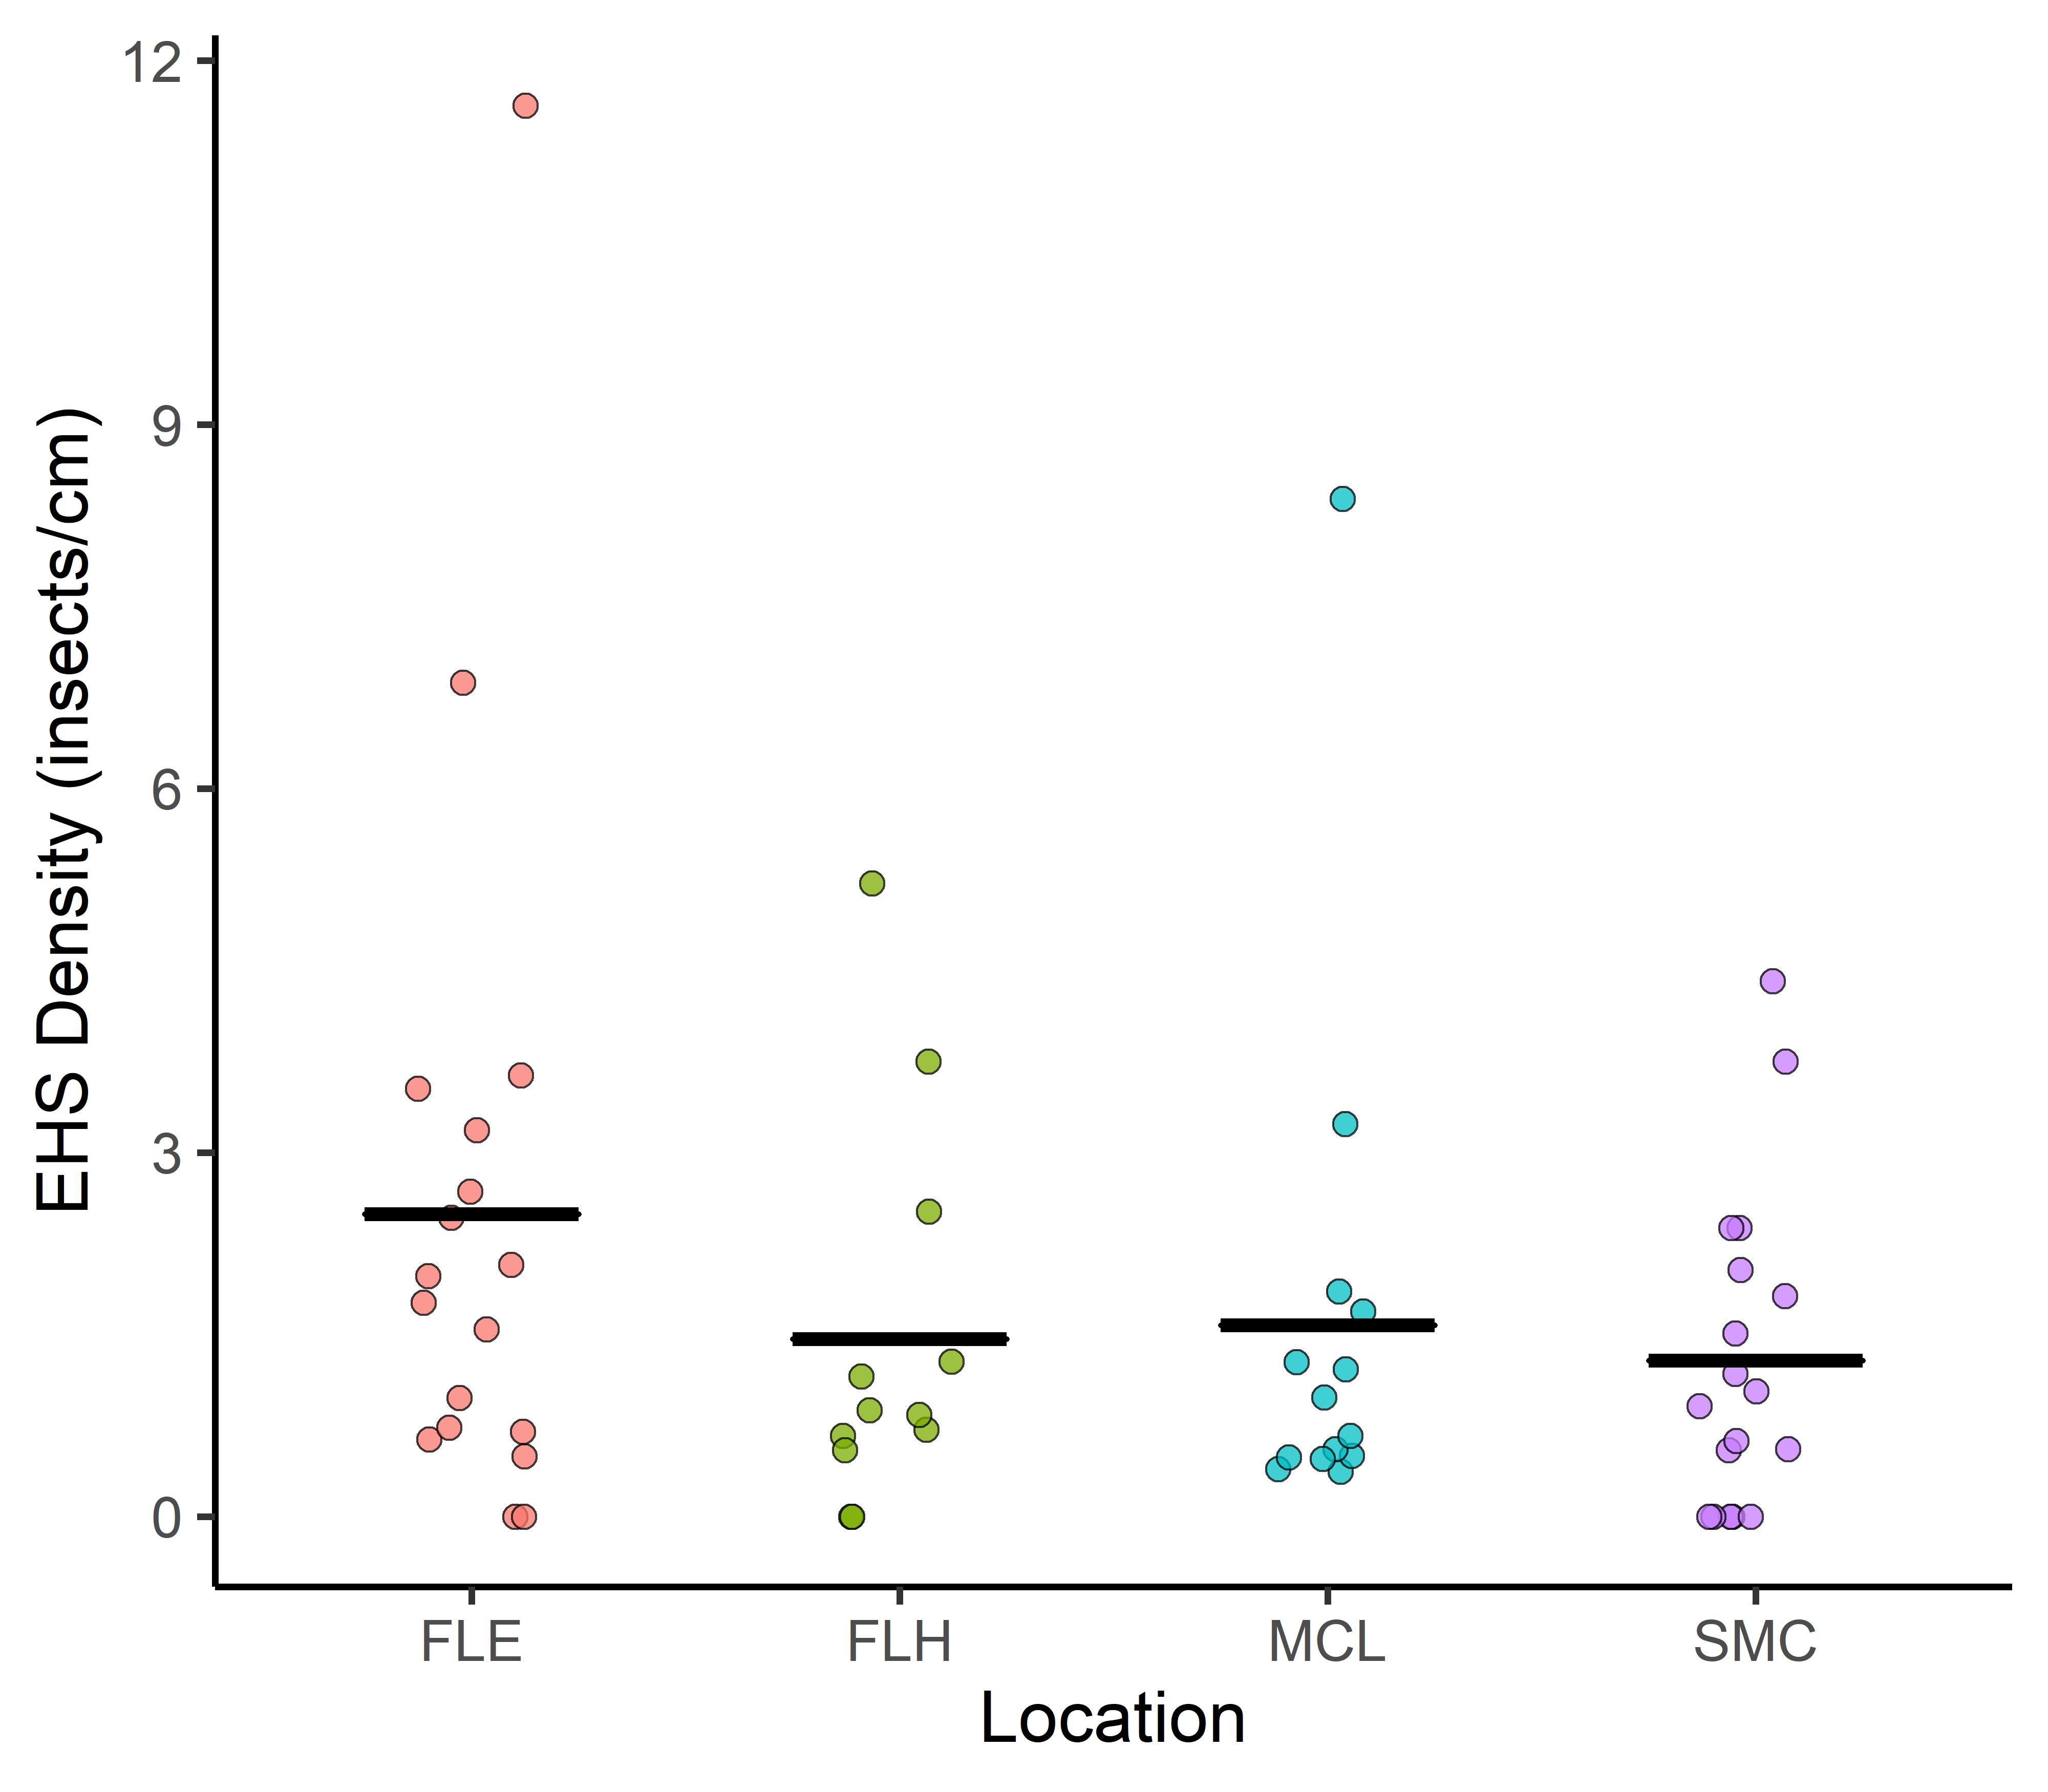 EHS Density (insects/cm)
12
9
6
3
0
FLE FLH MCL SMC
Location